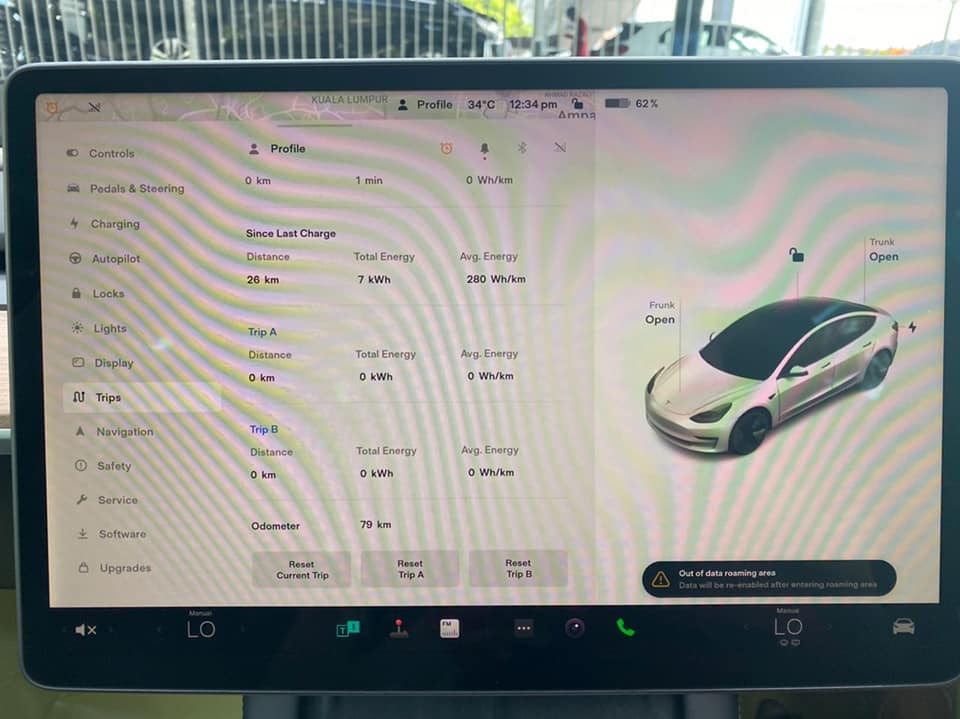 KUALA LUMPUR
Profile 34°C 12:34 pm
AHMAD RAZAO
Ampa
62 %
Controls
Pedals & Steering
Charging
Autopilot
Locks
Lights
Display
Trips
Navigation
Safety
Service
Software
Upgrades
Profile
0 km 1 min 0 Wh/km
Since Last Charge
Distance Total Energy Avg. Energy
26 km 7 kWh 280 Wh/km
Trip A
Distance Total Energy Avg. Energy
0 km 0 kWh 0 Wh/km
Trip B
Distance Total Energy Avg. Energy
0 km 0 kWh 0 Wh/km
Odometer 79 km
Reset
Current Trip
Reset
Trip A
Reset
Trip B
Trunk
Open
Frunk
Open
Out of data roaming area
Data will be re-enabled after entering roaming area
Manual
LO
T
FM
Manual
LO